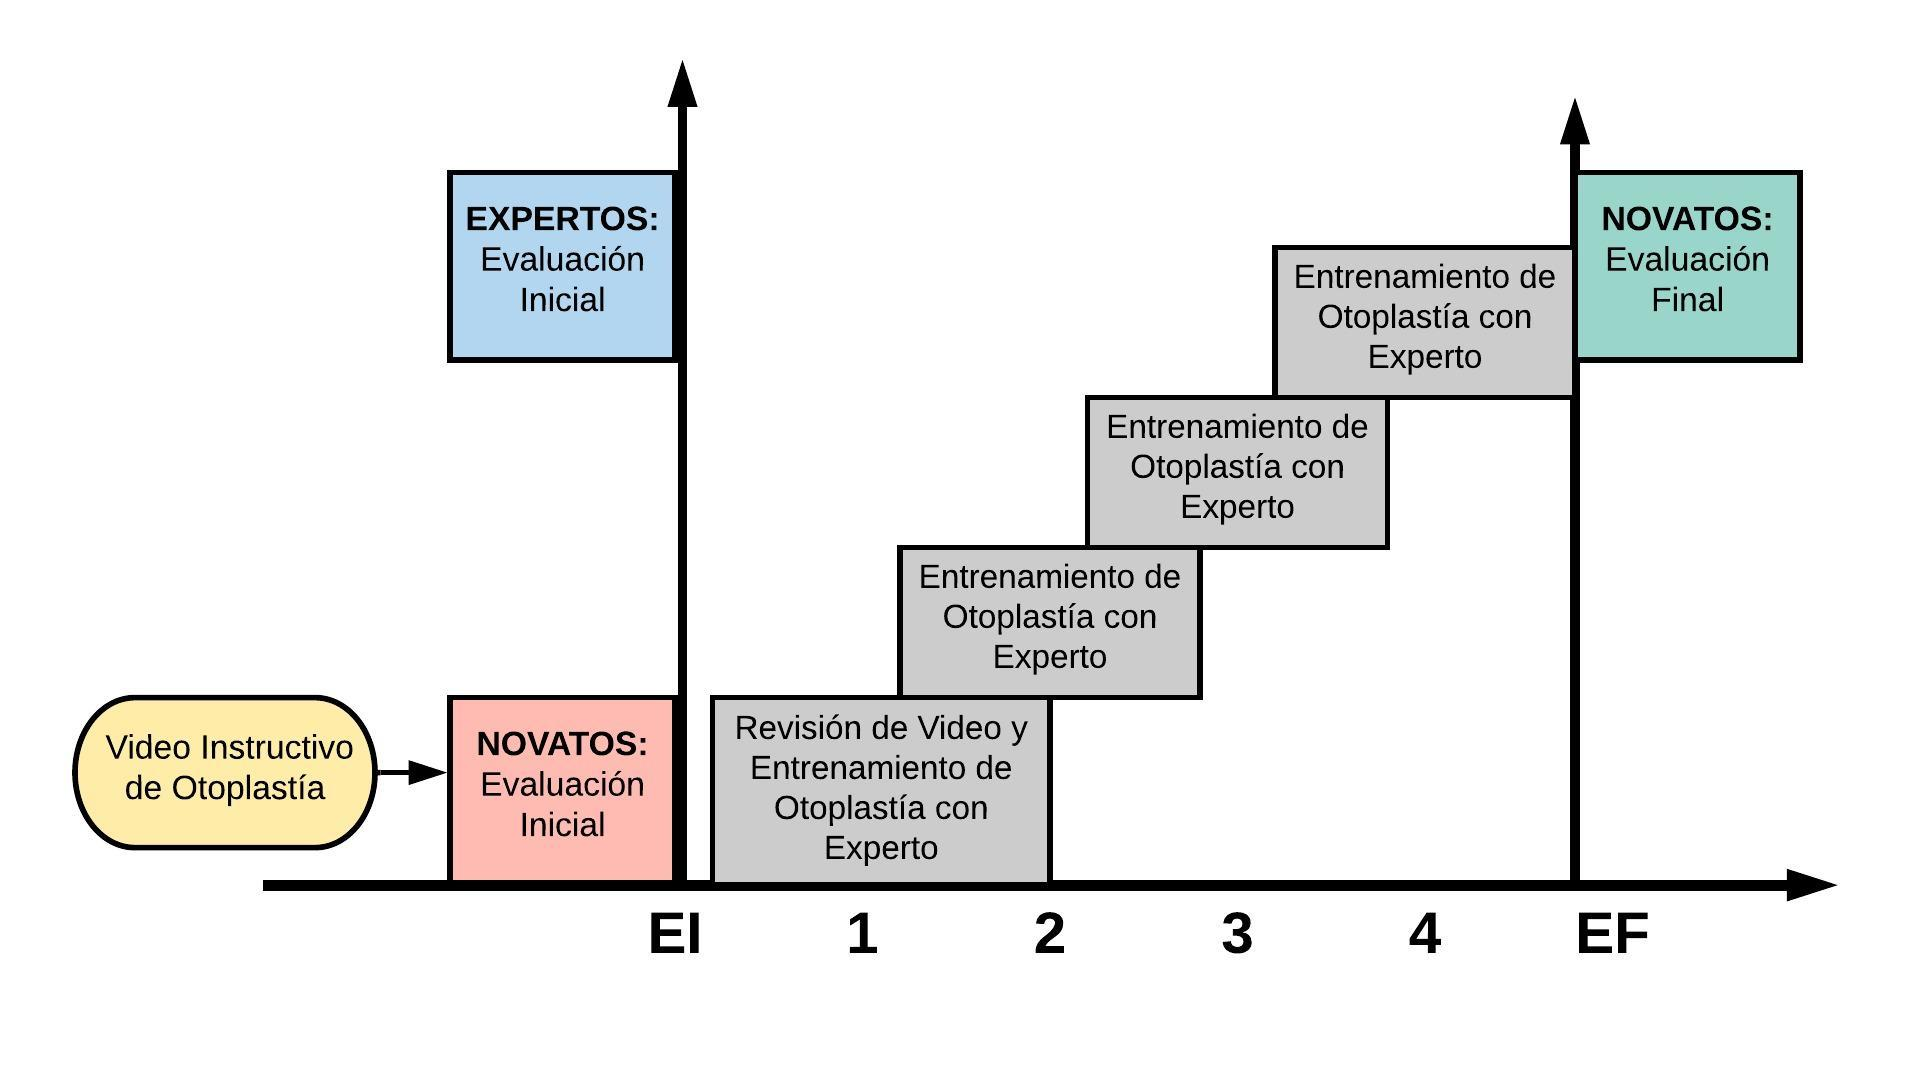 EXPERTOS:
Evaluación
Inicial
NOVATOS:
Evaluación
Final
Entrenamiento de
Otoplastía con
Experto
Entrenamiento de
Otoplastía con
Experto
Entrenamiento de
Otoplastía con
Experto
Video Instructivo
de Otoplastía
NOVATOS:
Evaluación
Inicial
Revisión de Video y
Entrenamiento de
Otoplastía con
Experto
EI 1 2 3 4 EF